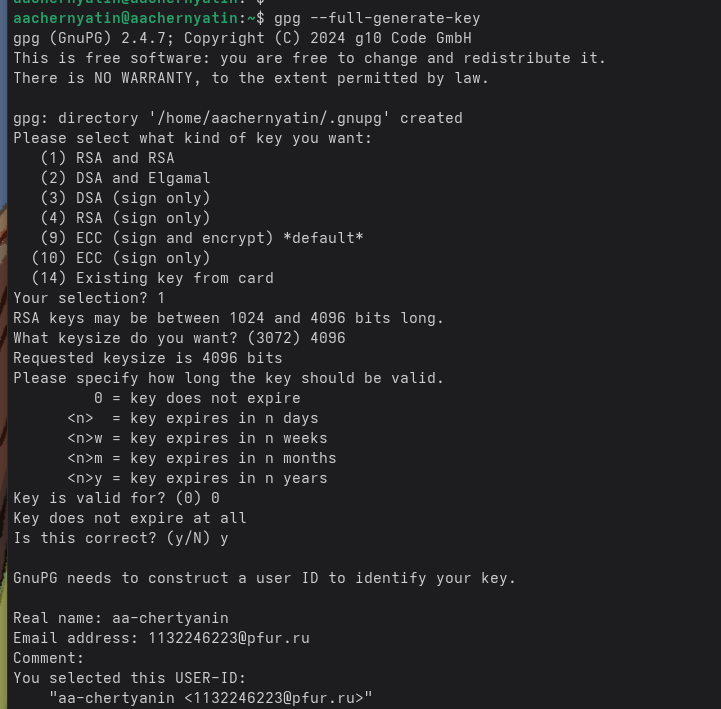 aachernyatin@aachernyatin:~$ gpg --full-generate-key
gpg (GnuPG) 2.4.7; Copyright (C) 2024 g10 Code GmbH
This is free software: you are free to change and redistribute it.
There is NO WARRANTY, to the extent permitted by law.

gpg: directory '/home/aachernyatin/.gnupg' created
Please select what kind of key you want:
   (1) RSA and RSA
   (2) DSA and Elgamal
   (3) DSA (sign only)
   (4) RSA (sign only)
   (9) ECC (sign and encrypt) *default*
  (10) ECC (sign only)
  (14) Existing key from card
Your selection? 1
RSA keys may be between 1024 and 4096 bits long.
What keysize do you want? (3072) 4096
Requested keysize is 4096 bits
Please specify how long the key should be valid.
         0 = key does not expire
      <n>  = key expires in n days
      <n>w = key expires in n weeks
      <n>m = key expires in n months
      <n>y = key expires in n years
Key is valid for? (0) 0
Key does not expire at all
Is this correct? (y/N) y

GnuPG needs to construct a user ID to identify your key.

Real name: aa-chertyanin
Email address: 1132246223@pfur.ru
Comment:
You selected this USER-ID:
    "aa-chertyanin <1132246223@pfur.ru>"